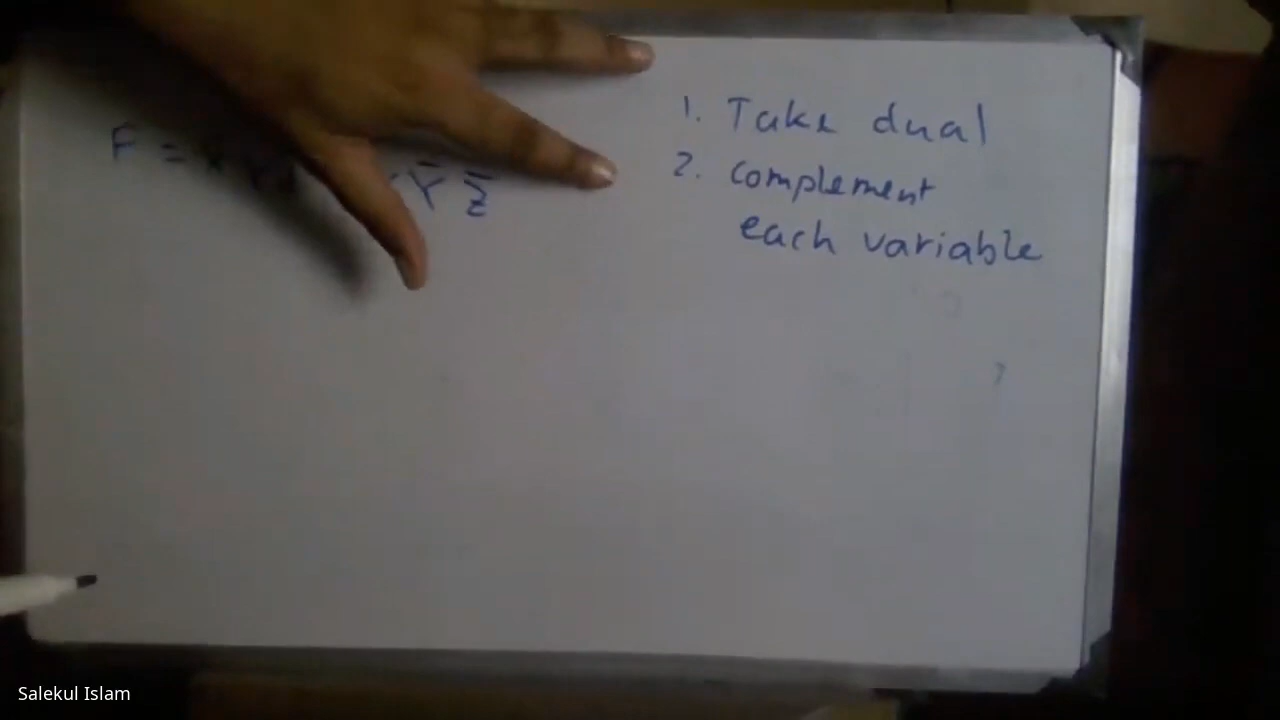 F = Ȳ Z̄
1. Take dual
2. complement
each variable
Salekul Islam